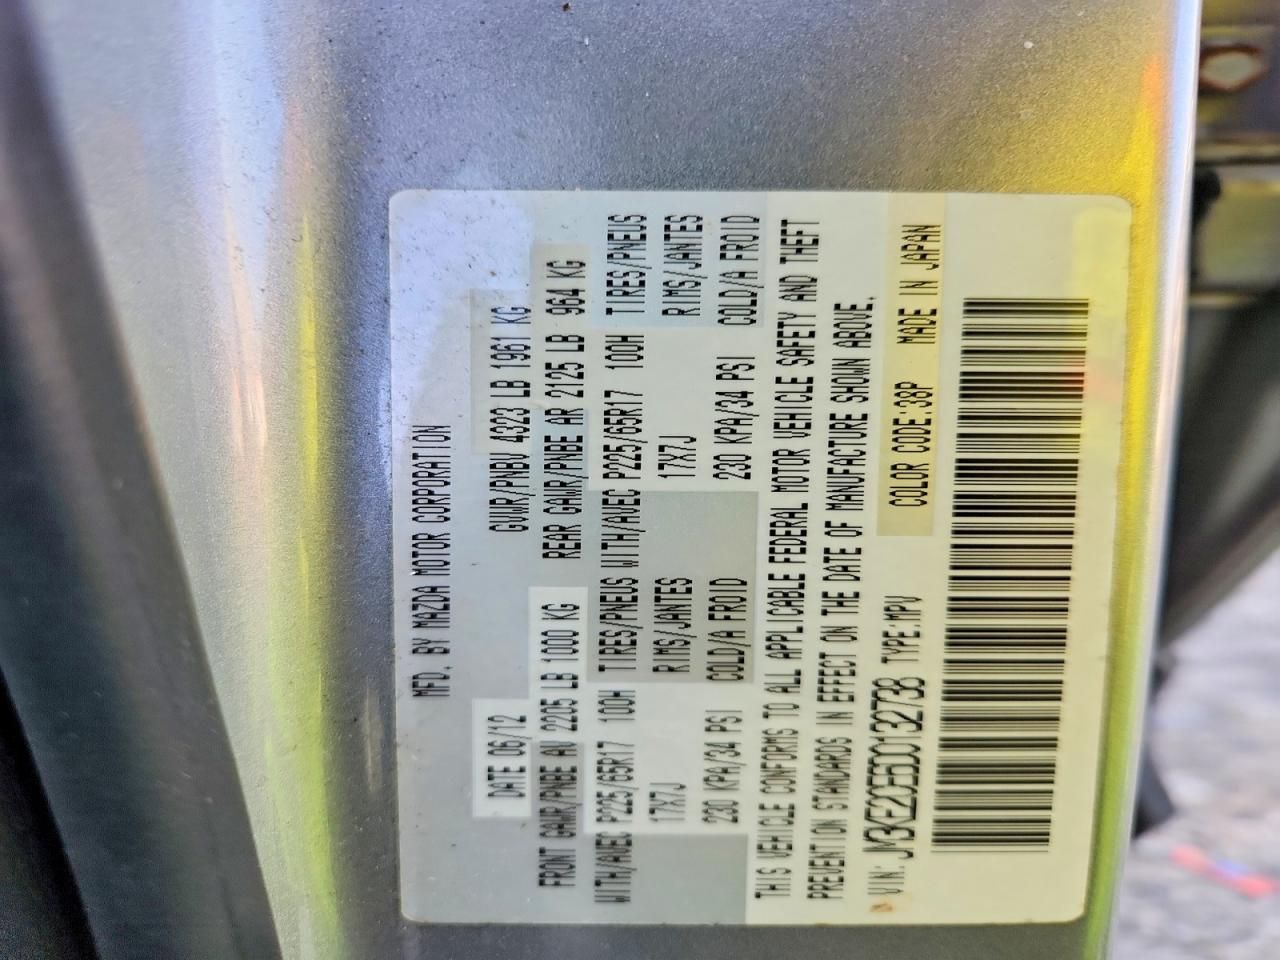 MFD. BY MAZDA MOTOR CORPORATION
DATE 06/12 GVWR/PNBV 4323 LB 1961 KG
FRONT GAWR/PNBE AV 2205 LB 1000 KG REAR GAWR/PNBE AR 2125 LB 964 KG
WITH/AVEC P225/65R17 100H TIRES/PNEUS WITH/AVEC P225/65R17 100H TIRES/PNEUS
17X7J RIMS/JANTES 17X7J RIMS/JANTES
230 KPA/34 PSI COLD/A FROID 230 KPA/34 PSI COLD/A FROID
THIS VEHICLE CONFORMS TO ALL APPLICABLE FEDERAL MOTOR VEHICLE SAFETY AND THEFT
PREVENTION STANDARDS IN EFFECT ON THE DATE OF MANUFACTURE SHOWN ABOVE.
VIN: JM3KE2CE6D0132738 TYPE:MPV COLOR CODE:38P MADE IN JAPAN